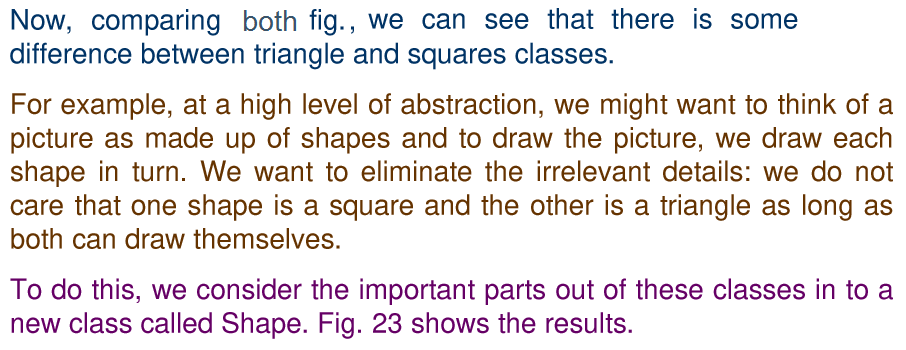 Now, comparing both fig., we can see that there is some
difference between triangle and squares classes.
For example, at a high level of abstraction, we might want to think of a
picture as made up of shapes and to draw the picture, we draw each
shape in turn. We want to eliminate the irrelevant details: we do not
care that one shape is a square and the other is a triangle as long as
both can draw themselves.
To do this, we consider the important parts out of these classes in to a
new class called Shape. Fig. 23 shows the results.